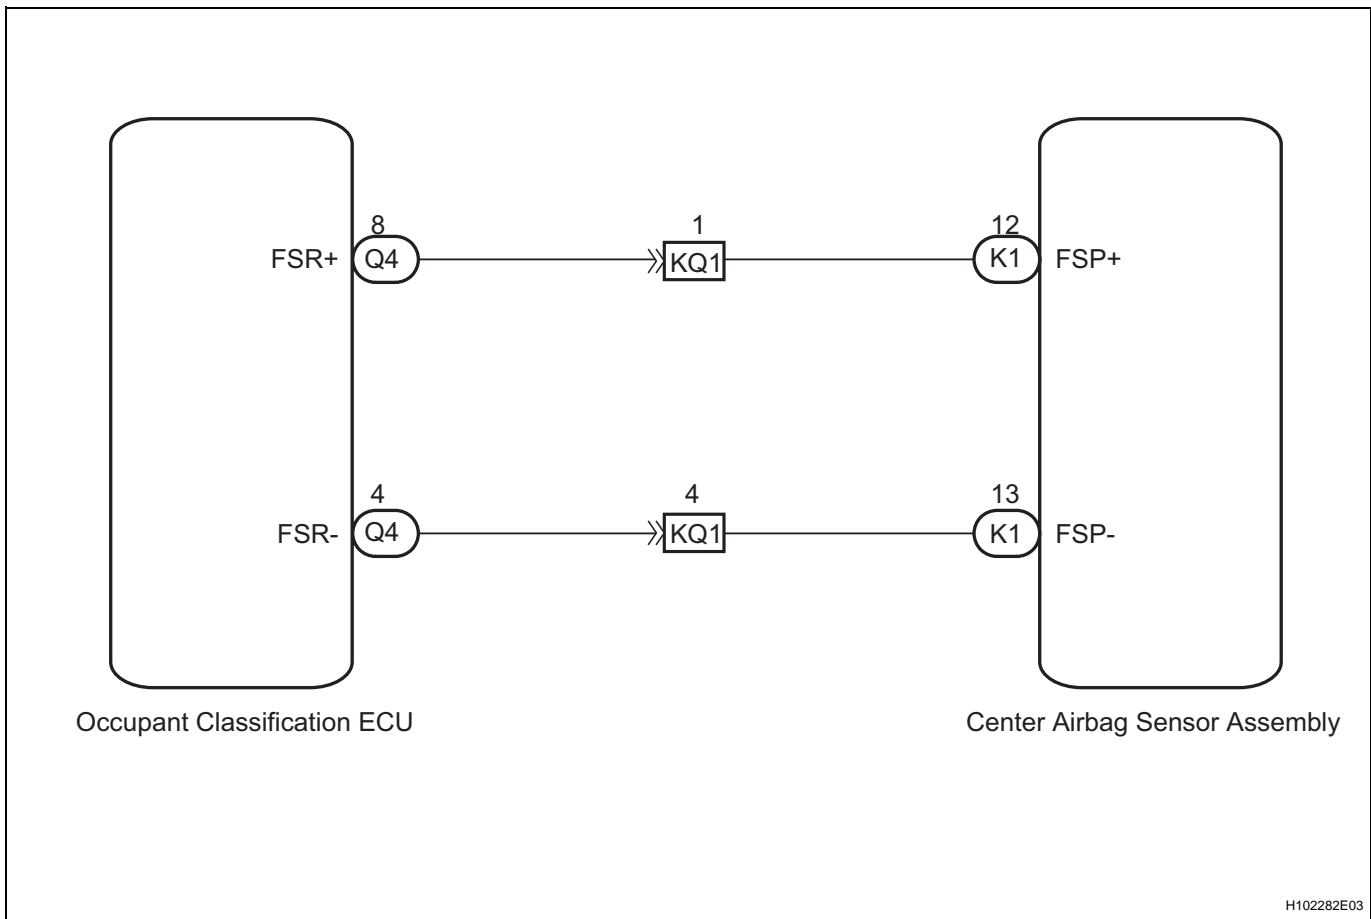 8 1 12
FSR+ Q4 KQ1 K1 FSP+
4 4 13
FSR- Q4 KQ1 K1 FSP-
Occupant Classification ECU Center Airbag Sensor Assembly
H102282E03